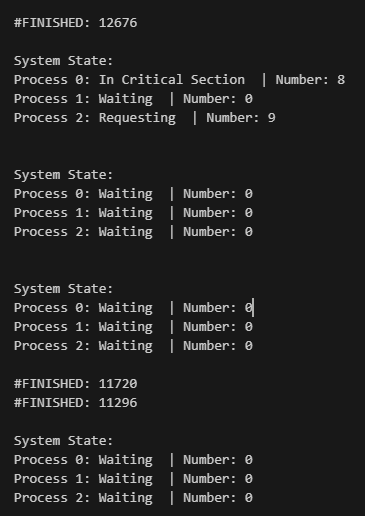 #FINISHED: 12676
System State:
Process 0: In Critical Section  | Number: 8
Process 1: Waiting  | Number: 0
Process 2: Requesting  | Number: 9
System State:
Process 0: Waiting  | Number: 0
Process 1: Waiting  | Number: 0
Process 2: Waiting  | Number: 0
System State:
Process 0: Waiting  | Number: 0
Process 1: Waiting  | Number: 0
Process 2: Waiting  | Number: 0
#FINISHED: 11720
#FINISHED: 11296
System State:
Process 0: Waiting  | Number: 0
Process 1: Waiting  | Number: 0
Process 2: Waiting  | Number: 0